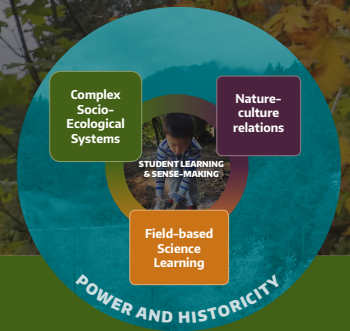 Complex
Socio-
Ecological
Systems
Nature-
culture
relations
STUDENT LEARNING
& SENSE-MAKING
Field-based
Science
Learning
POWER AND HISTORICITY